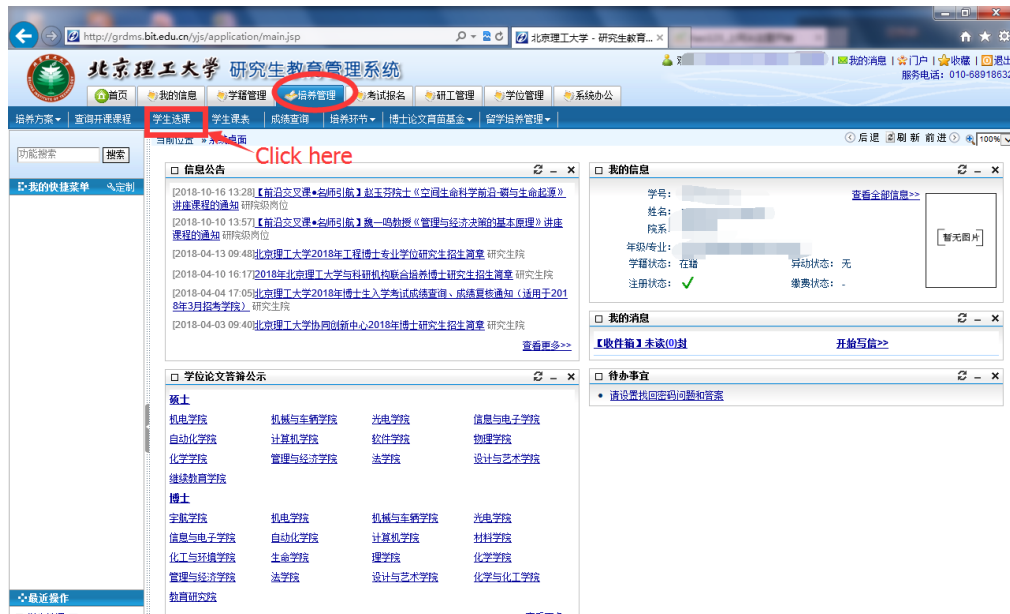 http://grdms.bit.edu.cn/yjs/application/main.jsp
北京理工大学 - 研究生教育...
北京理工大学 研究生教育管理系统
我的消息 | 门户 | 收藏 | 退出
服务电话：010-68918632
首页 我的信息 学籍管理 培养管理 考试报名 研工管理 学位管理 系统办公
培养方案 查询开课课程 学生选课 学生课表 成绩查询 培养环节 博士论文育苗基金 留学培养管理
当前位置 » 系统桌面
后退 刷新 前进 100%
Click here
功能搜索 搜索
我的快捷菜单 定制
信息公告
[2018-10-16 13:28]【前沿交叉课●名师引航】赵玉芬院士《空间生命科学前沿-磷与生命起源》
讲座课程的通知 研院级岗位
[2018-10-10 13:57]【前沿交叉课●名师引航】魏一鸣教授《管理与经济决策的基本原理》讲座
课程的通知 研院级岗位
[2018-04-13 09:48]北京理工大学2018年工程博士专业学位研究生招生简章 研究生院
[2018-04-10 16:17]2018年北京理工大学与科研机构联合培养博士研究生招生简章 研究生院
[2018-04-04 17:05]北京理工大学2018年博士生入学考试成绩查询、成绩复核通知（适用于201
8年3月招考学院） 研究生院
[2018-04-03 09:40]北京理工大学协同创新中心2018年博士研究生招生简章 研究生院
查看更多>>
我的信息
学号：
查看全部信息>>
姓名：
院系：
年级/专业：
学籍状态： 在籍 异动状态： 无
注册状态： ✓ 缴费状态： -
暂无图片
我的消息
【收件箱】未读(0)封 开始写信>>
待办事宜
• 请设置找回密码问题和答案
学位论文答辩公示
硕士
机电学院 机械与车辆学院 光电学院 信息与电子学院
自动化学院 计算机学院 软件学院 物理学院
化学学院 管理与经济学院 法学院 设计与艺术学院
继续教育学院
博士
宇航学院 机电学院 机械与车辆学院 光电学院
信息与电子学院 自动化学院 计算机学院 材料学院
化工与环境学院 生命学院 理学院 化学学院
管理与经济学院 法学院 设计与艺术学院 化学与化工学院
教育研究院
最近操作